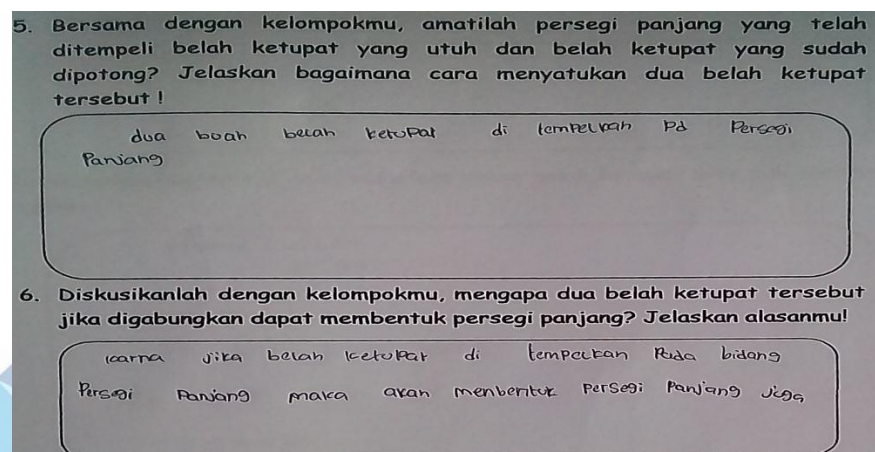 5. Bersama dengan kelompokmu, amatilah persegi panjang yang telah
ditempeli belah ketupat yang utuh dan belah ketupat yang sudah
dipotong? Jelaskan bagaimana cara menyatukan dua belah ketupat
tersebut !
dua buah belah ketupat di tempelkan pd Persegi
Panjang
6. Diskusikanlah dengan kelompokmu, mengapa dua belah ketupat tersebut
jika digabungkan dapat membentuk persegi panjang? Jelaskan alasanmu!
karna jika belah ketupat di tempelkan Pada bidang
Persegi Panjang maka akan menbentuk Persegi Panjang juga